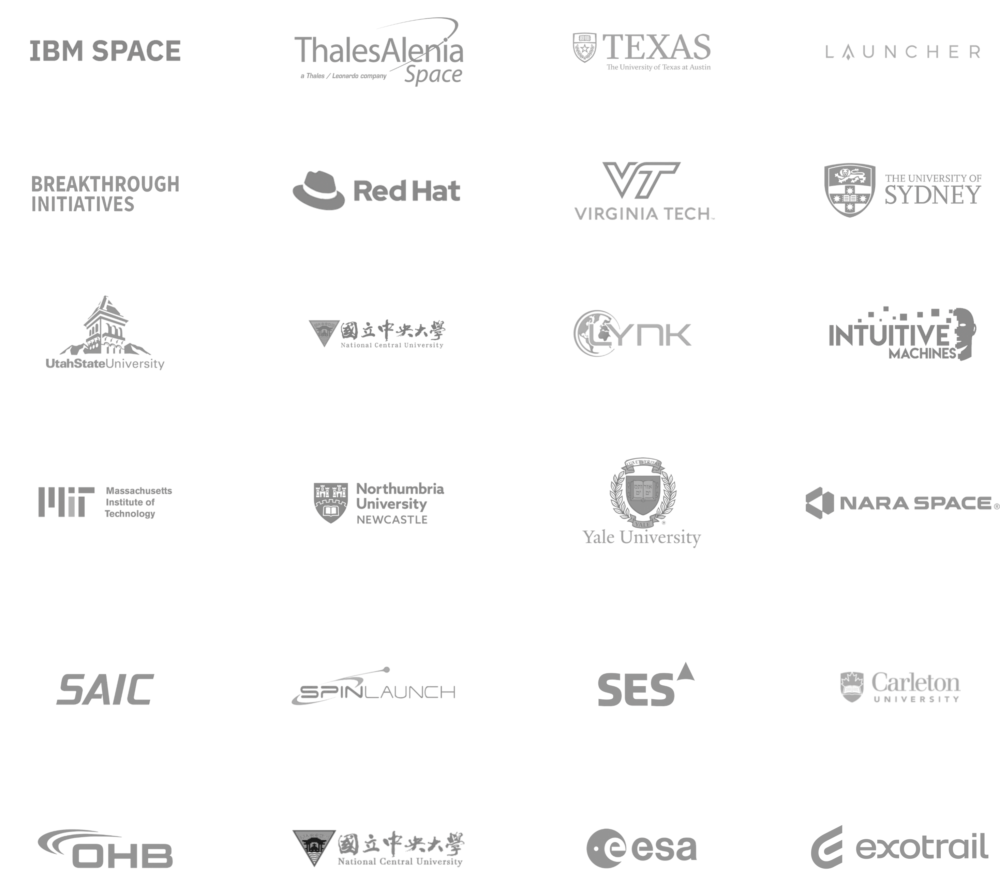 IBM SPACE
ThalesAlenia
a Thales / Leonardo company
Space
TEXAS
The University of Texas at Austin
LAUNCHER
BREAKTHROUGH
INITIATIVES
Red Hat
VT
VIRGINIA TECH™
THE UNIVERSITY OF
SYDNEY
UtahStateUniversity
國立中央大學
National Central University
LYNK
INTUITIVE
MACHINES
MIT
Massachusetts
Institute of
Technology
Northumbria
University
NEWCASTLE
LUX ET VERITAS
אורים
ותמים
YALE ®
Yale University
NARA SPACE®
SAIC
SPINLAUNCH
SES
Carleton
UNIVERSITY
OHB
國立中央大學
National Central University
esa
exotrail